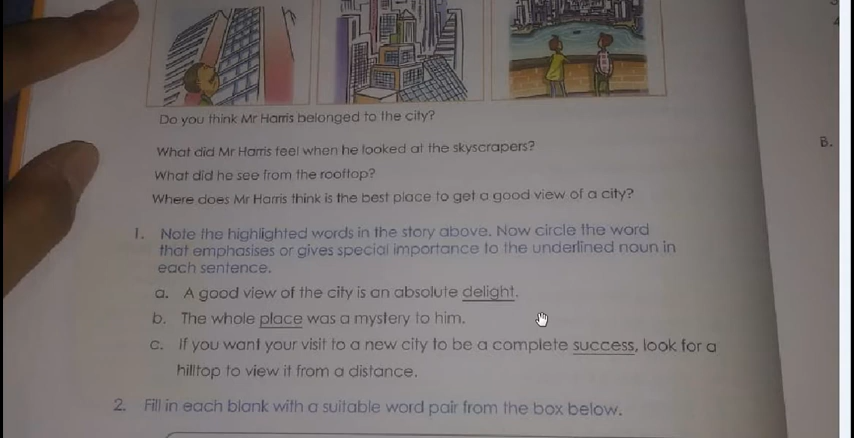 Do you think Mr Harris belonged to the city?
What did Mr Harris feel when he looked at the skyscrapers?
What did he see from the rooftop?
Where does Mr Harris think is the best place to get a good view of a city?
B.
1. Note the highlighted words in the story above. Now circle the word
that emphasises or gives special importance to the underlined noun in
each sentence.
a. A good view of the city is an absolute delight.
b. The whole place was a mystery to him.
c. If you want your visit to a new city to be a complete success, look for a
hilltop to view it from a distance.
2. Fill in each blank with a suitable word pair from the box below.